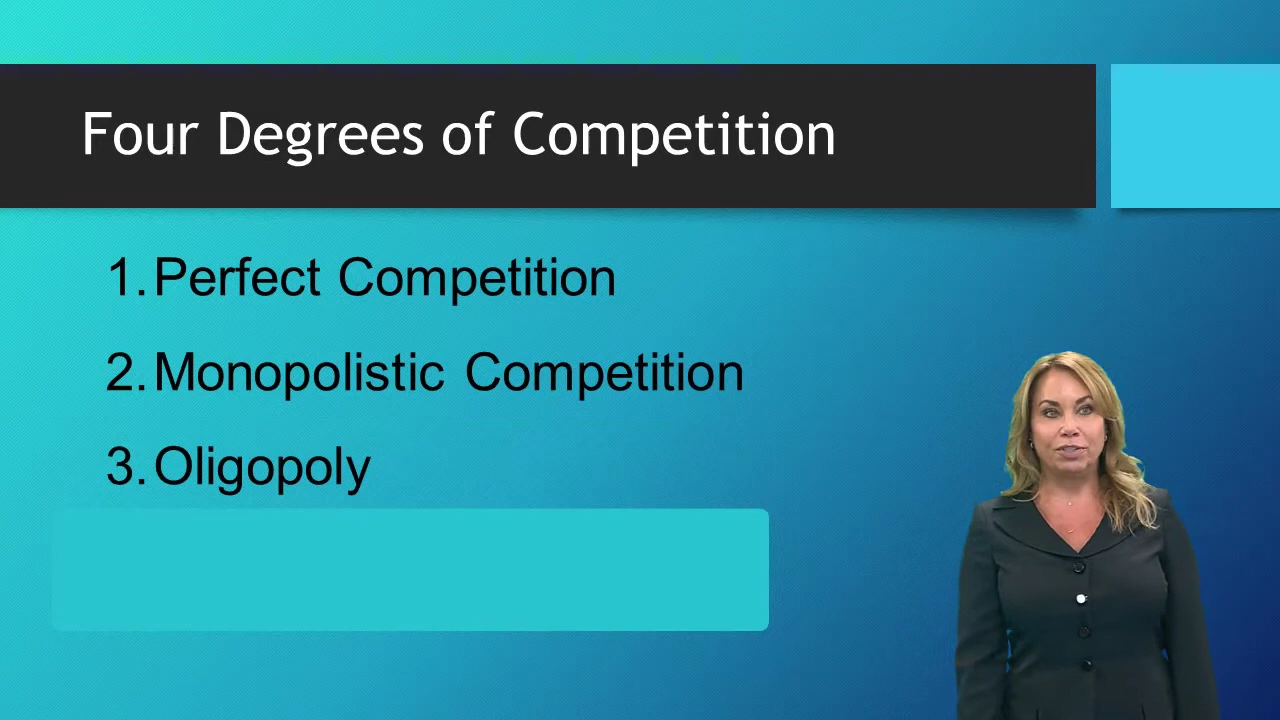 Four Degrees of Competition
1. Perfect Competition
2. Monopolistic Competition
3. Oligopoly